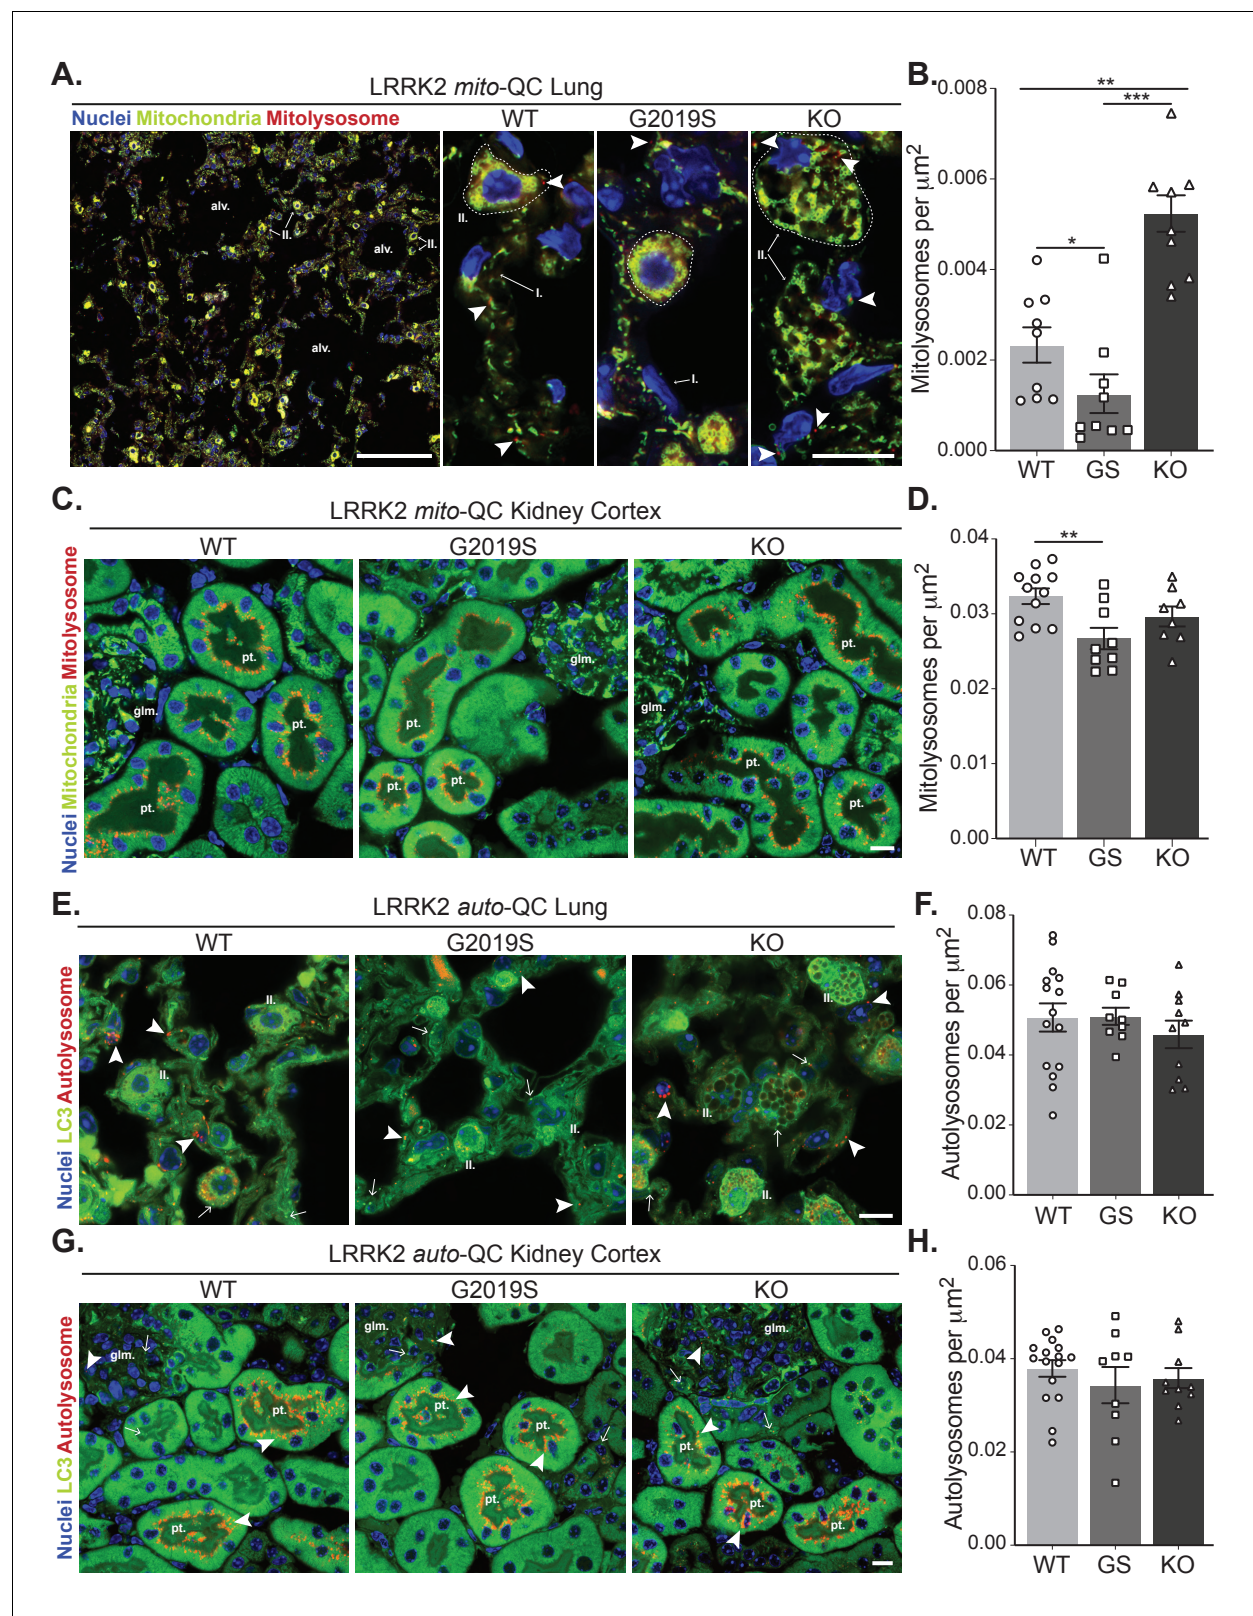 A.
LRRK2 mito-QC Lung
Nuclei Mitochondria Mitolysosome
WT
G2019S
KO
alv.
II.
alv.
II.
alv.
II.
I.
I.
II.
B.
Mitolysosomes per μm2
0.008
0.006
0.004
0.002
0.000
**
***
*
WT GS KO
C.
LRRK2 mito-QC Kidney Cortex
WT
G2019S
KO
Nuclei Mitochondria Mitolysosome
pt.
glm.
pt.
pt.
glm.
pt.
pt.
pt.
pt.
glm.
pt.
pt.
D.
Mitolysosomes per μm2
0.04
0.03
0.02
0.01
0.00
**
WT GS KO
E.
LRRK2 auto-QC Lung
WT
G2019S
KO
Nuclei LC3 Autolysosome
II.
II.
II.
II.
II.
II.
II.
F.
Autolysosomes per μm2
0.08
0.06
0.04
0.02
0.00
WT GS KO
G.
LRRK2 auto-QC Kidney Cortex
WT
G2019S
KO
Nuclei LC3 Autolysosome
glm.
pt.
pt.
glm.
pt.
pt.
pt.
glm.
pt.
pt.
pt.
H.
Autolysosomes per μm2
0.06
0.04
0.02
0.00
WT GS KO